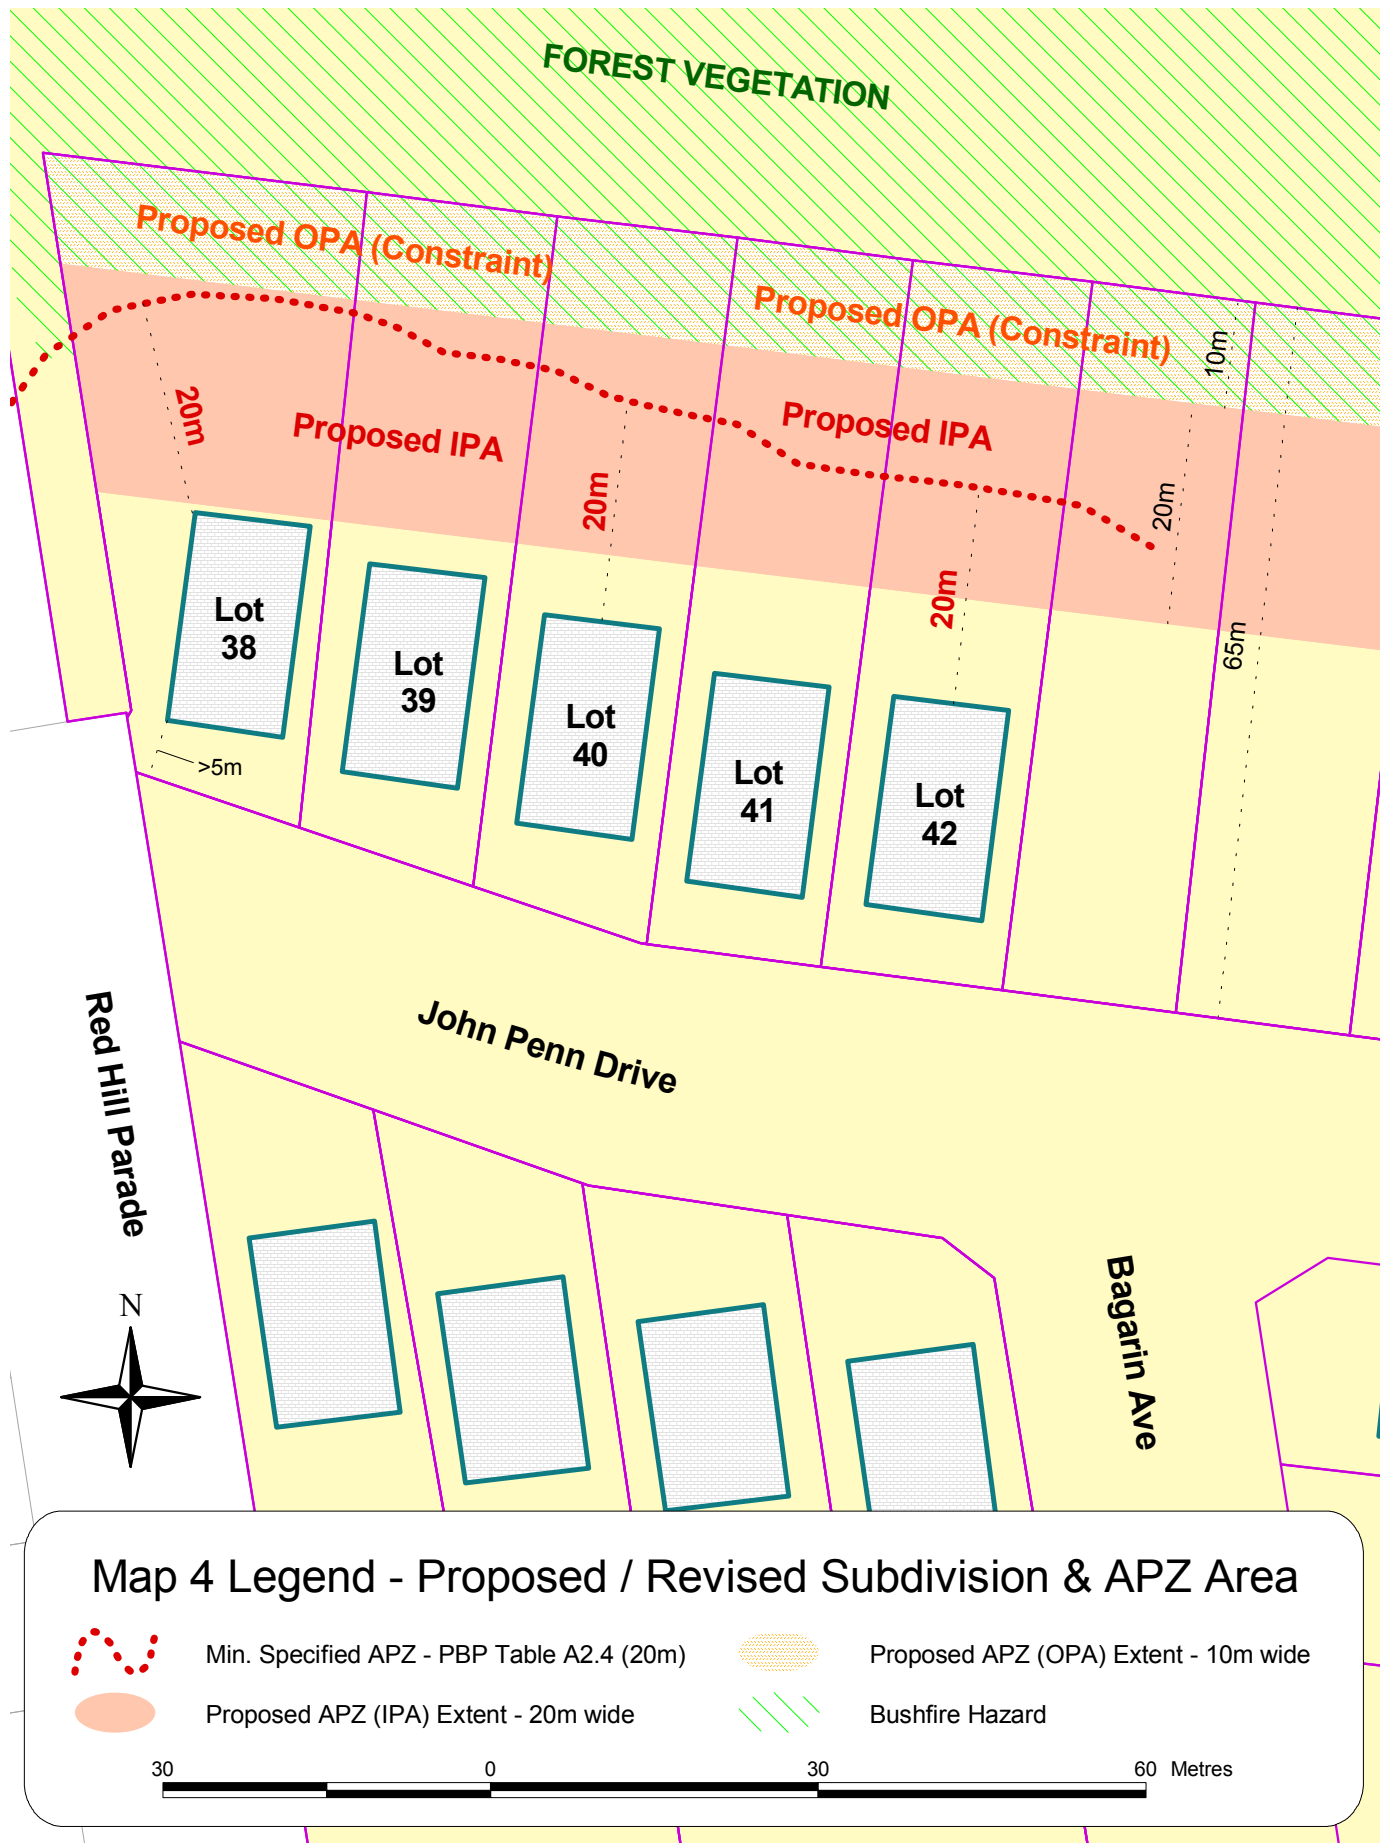 FOREST VEGETATION
Proposed OPA (Constraint)
Proposed OPA (Constraint)
10m
20m
Proposed IPA
Proposed IPA
20m
20m
20m
65m
Lot
38
Lot
39
Lot
40
Lot
41
Lot
42
>5m
John Penn Drive
Red Hill Parade
Bagarin Ave
N
Map 4 Legend - Proposed / Revised Subdivision & APZ Area
Min. Specified APZ - PBP Table A2.4 (20m)
Proposed APZ (OPA) Extent - 10m wide
Proposed APZ (IPA) Extent - 20m wide
Bushfire Hazard
30 0 30 60 Metres